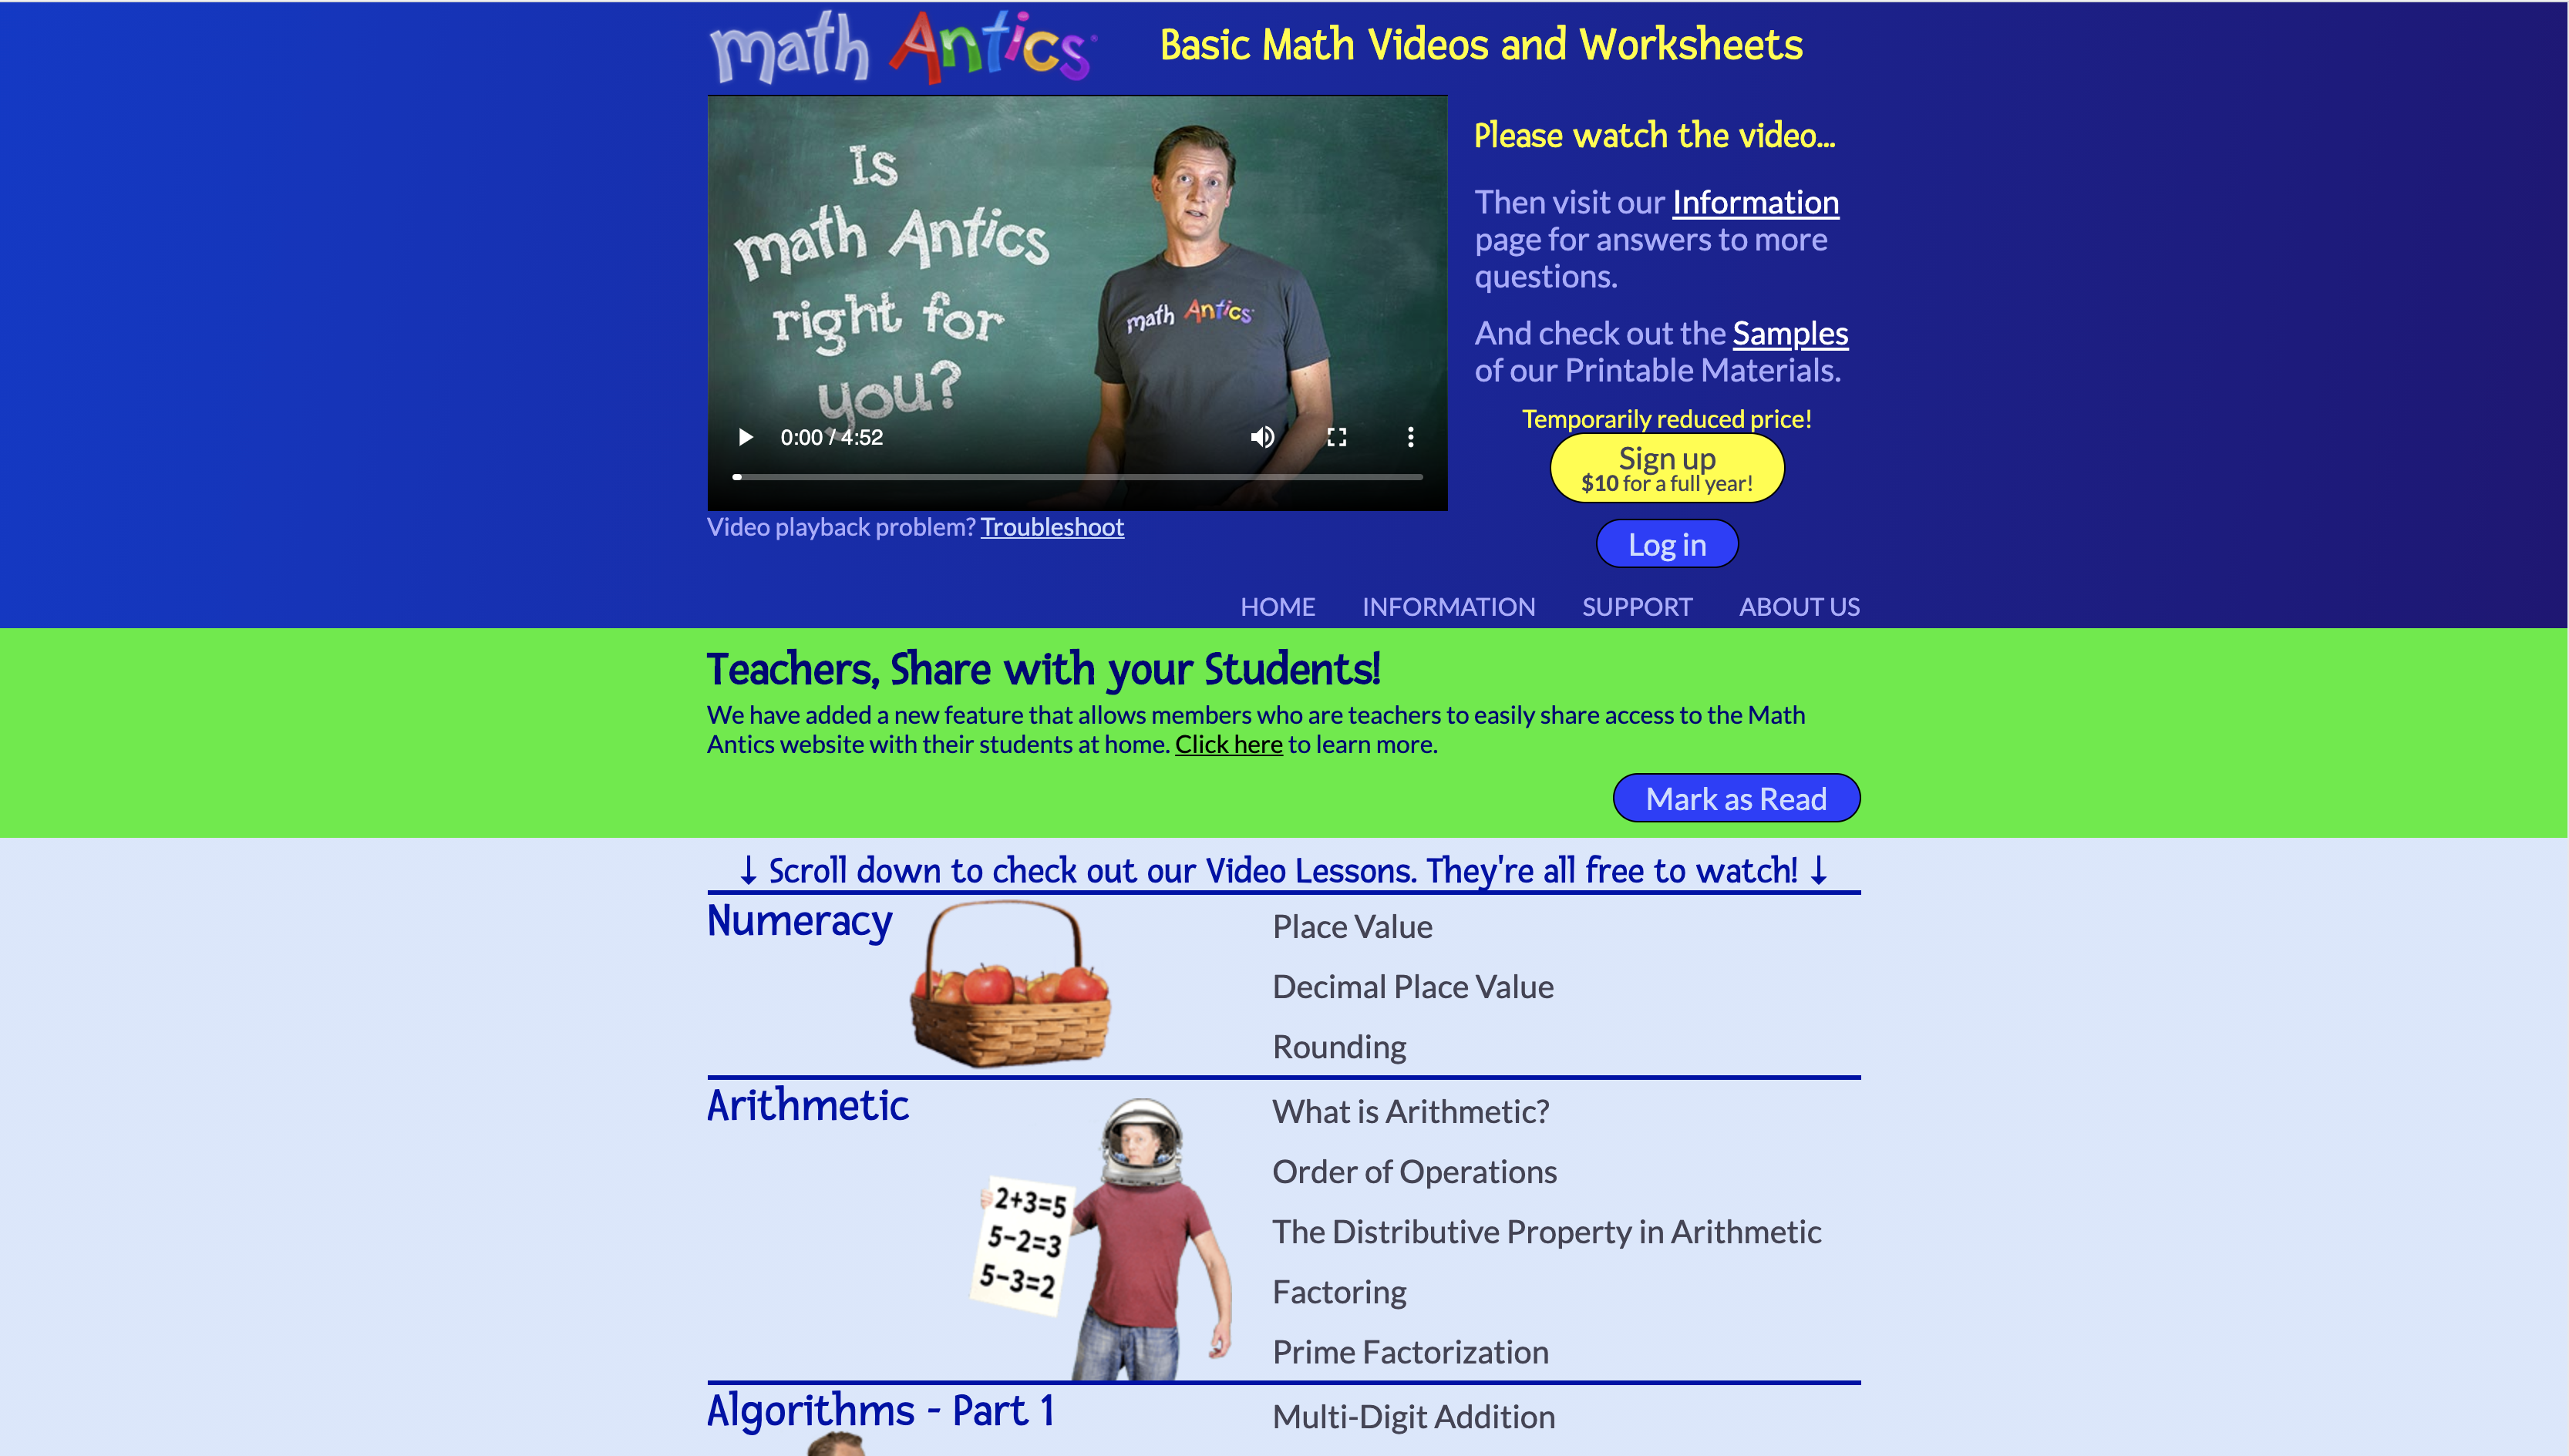 math Antics
Basic Math Videos and Worksheets
Is
math Antics
right for
you?
math Antics
0:00 / 4:52
Video playback problem? Troubleshoot
Please watch the video...
Then visit our Information
page for answers to more
questions.
And check out the Samples
of our Printable Materials.
Temporarily reduced price!
Sign up
$10 for a full year!
Log in
HOME INFORMATION SUPPORT ABOUT US
Teachers, Share with your Students!
We have added a new feature that allows members who are teachers to easily share access to the Math
Antics website with their students at home. Click here to learn more.
Mark as Read
↓ Scroll down to check out our Video Lessons. They're all free to watch! ↓
Numeracy
Place Value
Decimal Place Value
Rounding
Arithmetic
2+3=5
5−2=3
5−3=2
What is Arithmetic?
Order of Operations
The Distributive Property in Arithmetic
Factoring
Prime Factorization
Algorithms - Part 1
Multi-Digit Addition